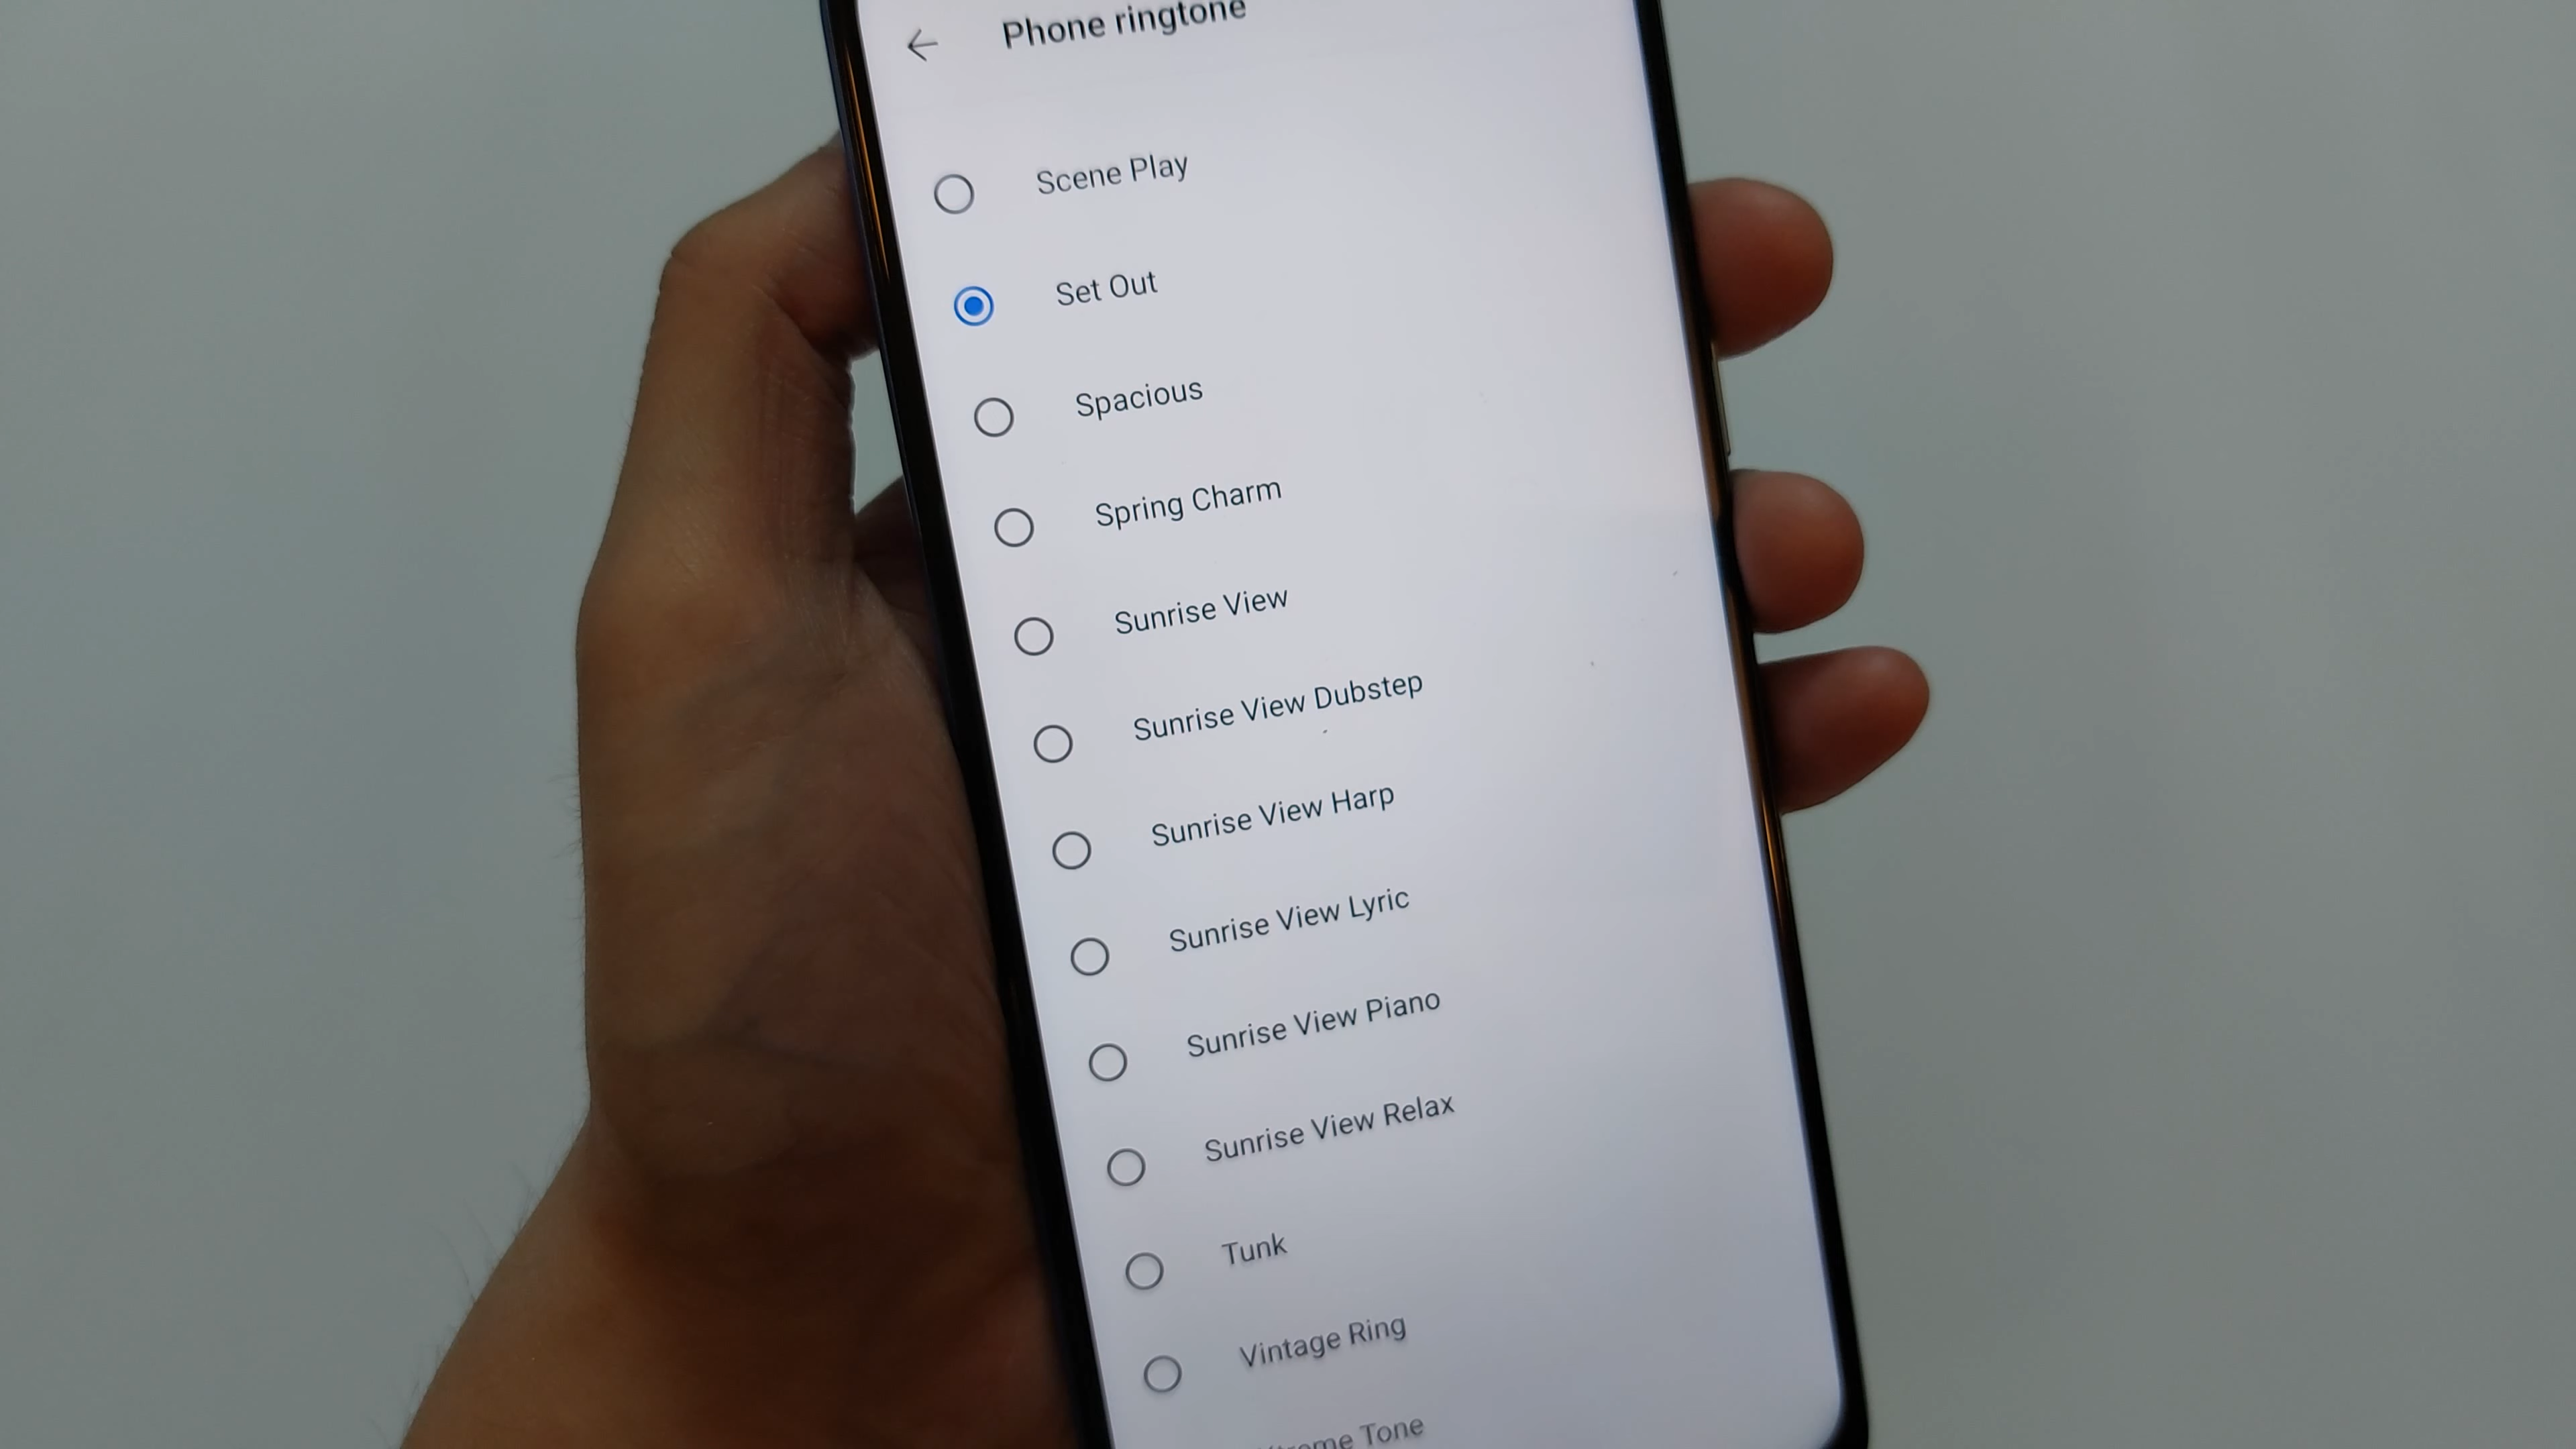 Phone ringtone
Scene Play
Set Out
Spacious
Spring Charm
Sunrise View
Sunrise View Dubstep
Sunrise View Harp
Sunrise View Lyric
Sunrise View Piano
Sunrise View Relax
Tunk
Vintage Ring
Tone